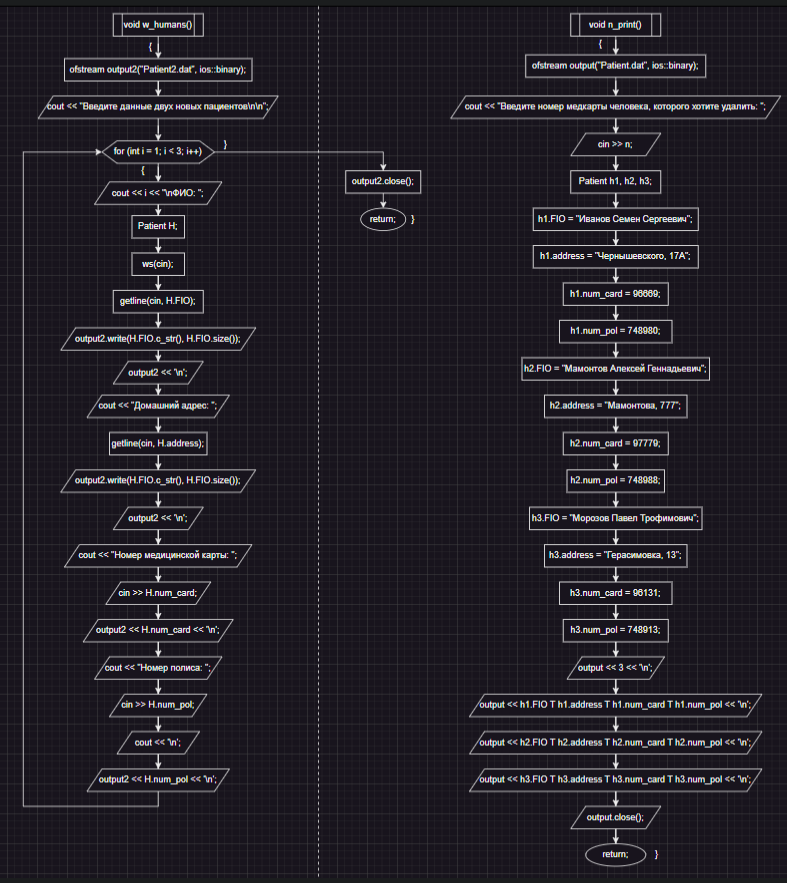 void w_humans()
{
ofstream output2("Patient2.dat", ios::binary);
cout << "Введите данные двух новых пациентов\n\n";
for (int i = 1; i < 3; i++)
}
{
cout << i << "\nФИО: ";
Patient H;
ws(cin);
getline(cin, H.FIO);
output2.write(H.FIO.c_str(), H.FIO.size());
output2 << '\n';
cout << "Домашний адрес: ";
getline(cin, H.address);
output2.write(H.FIO.c_str(), H.FIO.size());
output2 << '\n';
cout << "Номер медицинской карты: ";
cin >> H.num_card;
output2 << H.num_card << '\n';
cout << "Номер полиса: ";
cin >> H.num_pol;
cout << '\n';
output2 << H.num_pol << '\n';
output2.close();
return;
}
void n_print()
{
ofstream output("Patient.dat", ios::binary);
cout << "Введите номер медкарты человека, которого хотите удалить: ";
cin >> n;
Patient h1, h2, h3;
h1.FIO = "Иванов Семен Сергеевич";
h1.address = "Чернышевского, 17А";
h1.num_card = 96669;
h1.num_pol = 748980;
h2.FIO = "Мамонтов Алексей Геннадьевич";
h2.address = "Мамонтова, 777";
h2.num_card = 97779;
h2.num_pol = 748988;
h3.FIO = "Морозов Павел Трофимович";
h3.address = "Герасимовка, 13";
h3.num_card = 96131;
h3.num_pol = 748913;
output << 3 << '\n';
output << h1.FIO T h1.address T h1.num_card T h1.num_pol << '\n';
output << h2.FIO T h2.address T h2.num_card T h2.num_pol << '\n';
output << h3.FIO T h3.address T h3.num_card T h3.num_pol << '\n';
output.close();
return;
}